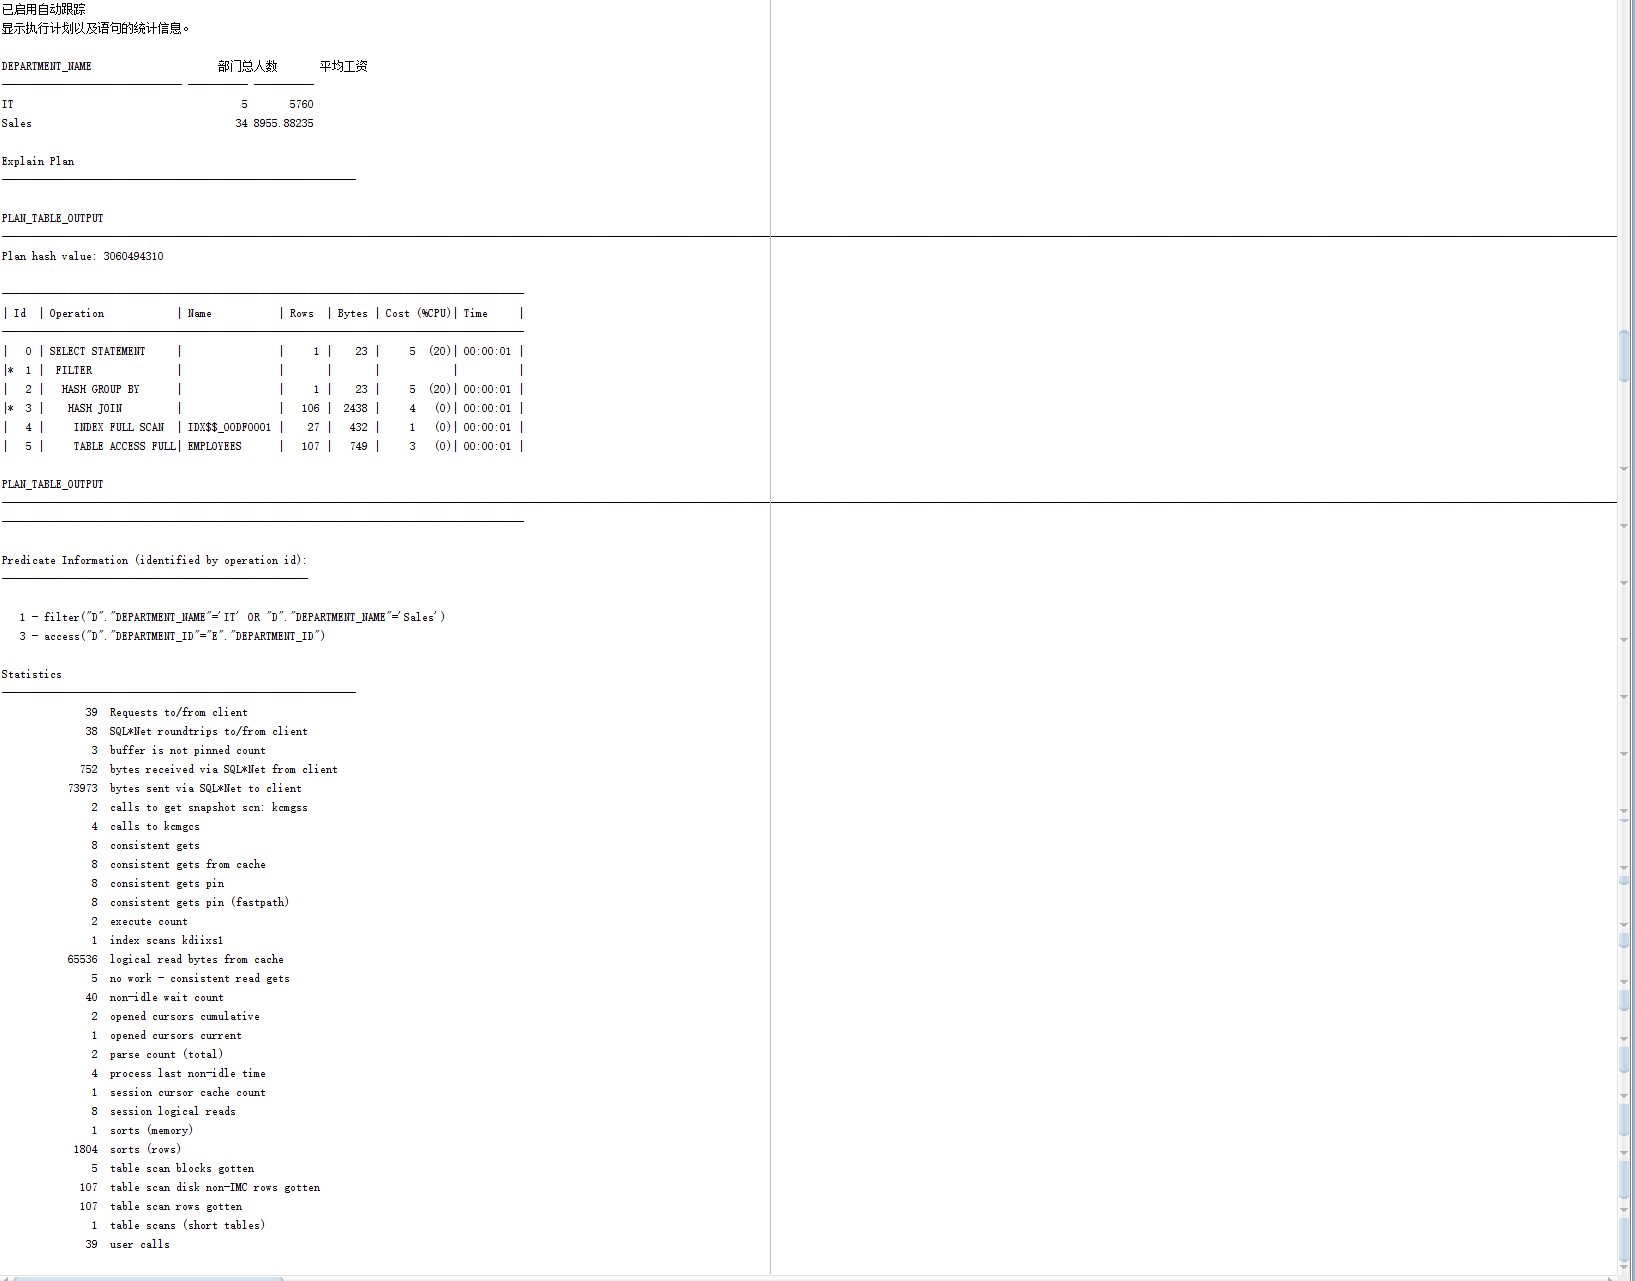 已启用自动跟踪
显示执行计划以及语句的统计信息。
DEPARTMENT_NAME                     部门总人数       平均工资
------------------------------ ---------- ----------
IT                                      5       5760
Sales                                  34 8955.88235
Explain Plan
-----------------------------------------------------------
PLAN_TABLE_OUTPUT
Plan hash value: 3060494310
---------------------------------------------------------------------------------------
| Id  | Operation            | Name           | Rows  | Bytes | Cost (%CPU)| Time     |
---------------------------------------------------------------------------------------
|   0 | SELECT STATEMENT     |                |     1 |    23 |     5  (20)| 00:00:01 |
|*  1 |  FILTER              |                |       |       |            |          |
|   2 |   HASH GROUP BY      |                |     1 |    23 |     5  (20)| 00:00:01 |
|*  3 |    HASH JOIN         |                |   106 |  2438 |     4   (0)| 00:00:01 |
|   4 |     INDEX FULL SCAN  | IDX$$_00DF0001 |    27 |   432 |     1   (0)| 00:00:01 |
|   5 |     TABLE ACCESS FULL| EMPLOYEES      |   107 |   749 |     3   (0)| 00:00:01 |
PLAN_TABLE_OUTPUT
---------------------------------------------------------------------------------------
Predicate Information (identified by operation id):
---------------------------------------------------
   1 - filter("D"."DEPARTMENT_NAME"='IT' OR "D"."DEPARTMENT_NAME"='Sales')
   3 - access("D"."DEPARTMENT_ID"="E"."DEPARTMENT_ID")
Statistics
-----------------------------------------------------------
              39  Requests to/from client
              38  SQL*Net roundtrips to/from client
               3  buffer is not pinned count
             752  bytes received via SQL*Net from client
           73973  bytes sent via SQL*Net to client
               2  calls to get snapshot scn: kcmgss
               4  calls to kcmgcs
               8  consistent gets
               8  consistent gets from cache
               8  consistent gets pin
               8  consistent gets pin (fastpath)
               2  execute count
               1  index scans kdiixs1
           65536  logical read bytes from cache
               5  no work - consistent read gets
              40  non-idle wait count
               2  opened cursors cumulative
               1  opened cursors current
               2  parse count (total)
               4  process last non-idle time
               1  session cursor cache count
               8  session logical reads
               1  sorts (memory)
            1804  sorts (rows)
               5  table scan blocks gotten
             107  table scan disk non-IMC rows gotten
             107  table scan rows gotten
               1  table scans (short tables)
              39  user calls